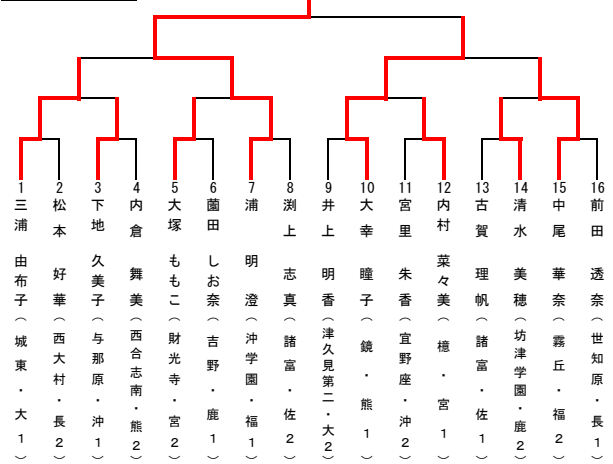 1 三浦 由布子（城東・大1）
2 松本 好華（西大村・長2）
3 下地 久美子（与那原・沖1）
4 内倉 舞美（西合志南・熊2）
5 大塚 ももこ（財光寺・宮2）
6 薗田 しお奈（吉野・鹿1）
7 浦 明澄（沖学園・福1）
8 渕上 志真（諸富・佐2）
9 井上 明香（津久見第二・大2）
10 大幸 瞳子（鏡・熊1）
11 宮里 朱香（宜野座・沖2）
12 内村 菜々美（檍・宮1）
13 古賀 理帆（諸富・佐1）
14 清水 美穂（坊津学園・鹿2）
15 中尾 華奈（霧丘・福2）
16 前田 透奈（世知原・長1）